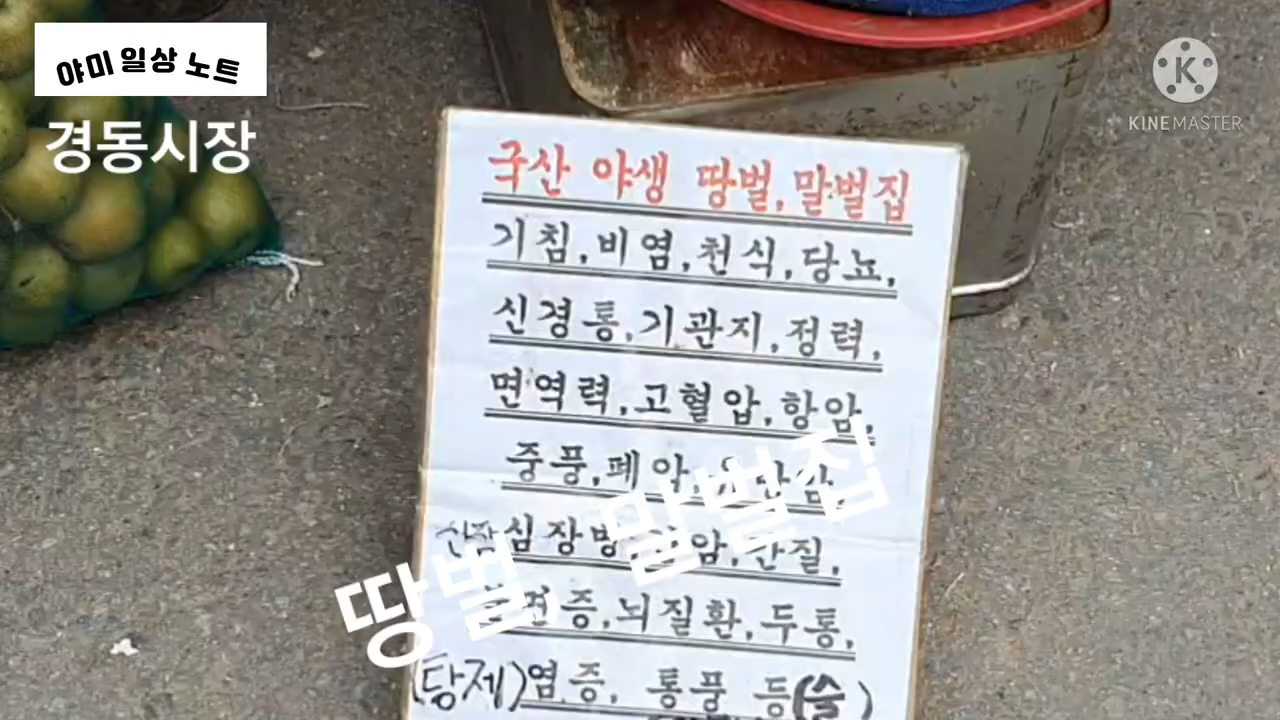 야미 일상 노트
경동시장
KINEMASTER
국산 야생 땅벌, 말벌집
기침, 비염, 천식, 당뇨,
신경통, 기관지, 정력,
면역력, 고혈압, 항암,
중풍, 폐암,
심장병 간질,
증, 뇌질환, 두통,
(탕제) 염증, 통풍 등 (술)
땅벌, 말벌집